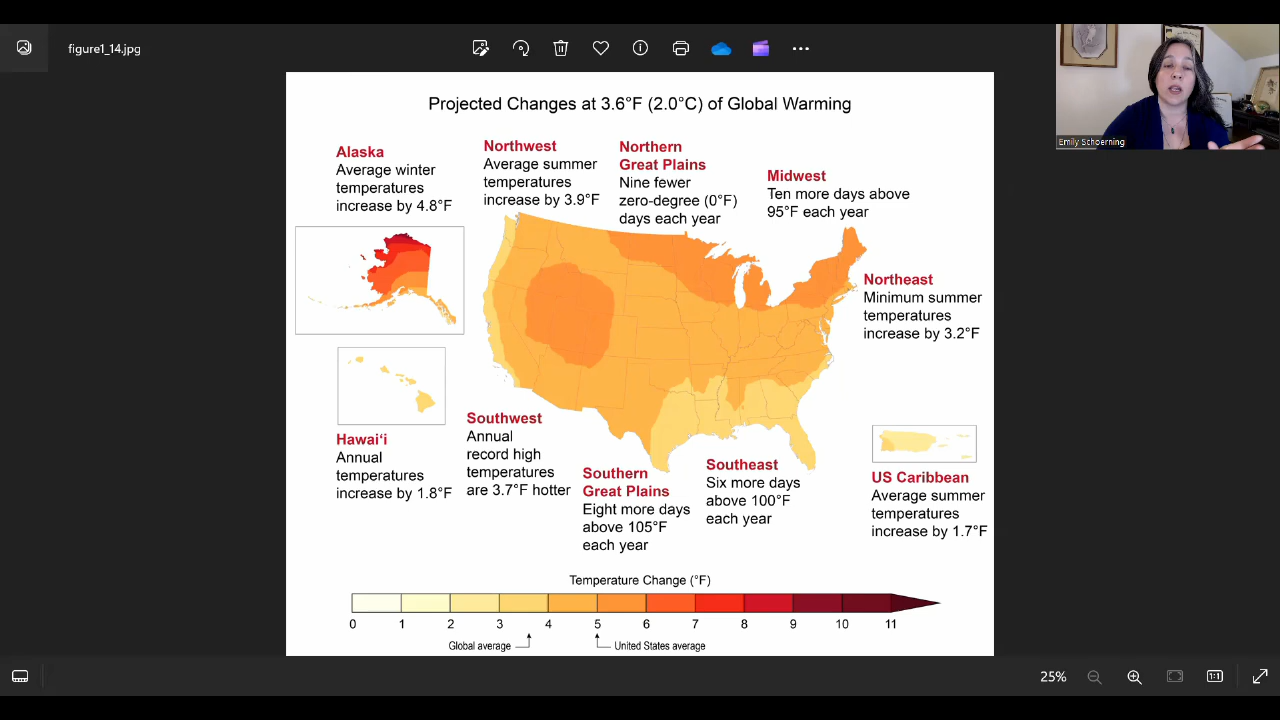 figure1_14.jpg
Emily Schoerning
Projected Changes at 3.6°F (2.0°C) of Global Warming
Alaska
Average winter
temperatures
increase by 4.8°F
Northwest
Average summer
temperatures
increase by 3.9°F
Northern
Great Plains
Nine fewer
zero-degree (0°F)
days each year
Midwest
Ten more days above
95°F each year
Northeast
Minimum summer
temperatures
increase by 3.2°F
Hawaiʻi
Annual
temperatures
increase by 1.8°F
Southwest
Annual
record high
temperatures
are 3.7°F hotter
Southern
Great Plains
Eight more days
above 105°F
each year
Southeast
Six more days
above 100°F
each year
US Caribbean
Average summer
temperatures
increase by 1.7°F
Temperature Change (°F)
0 1 2 3 4 5 6 7 8 9 10 11
Global average
United States average
25%
1:1